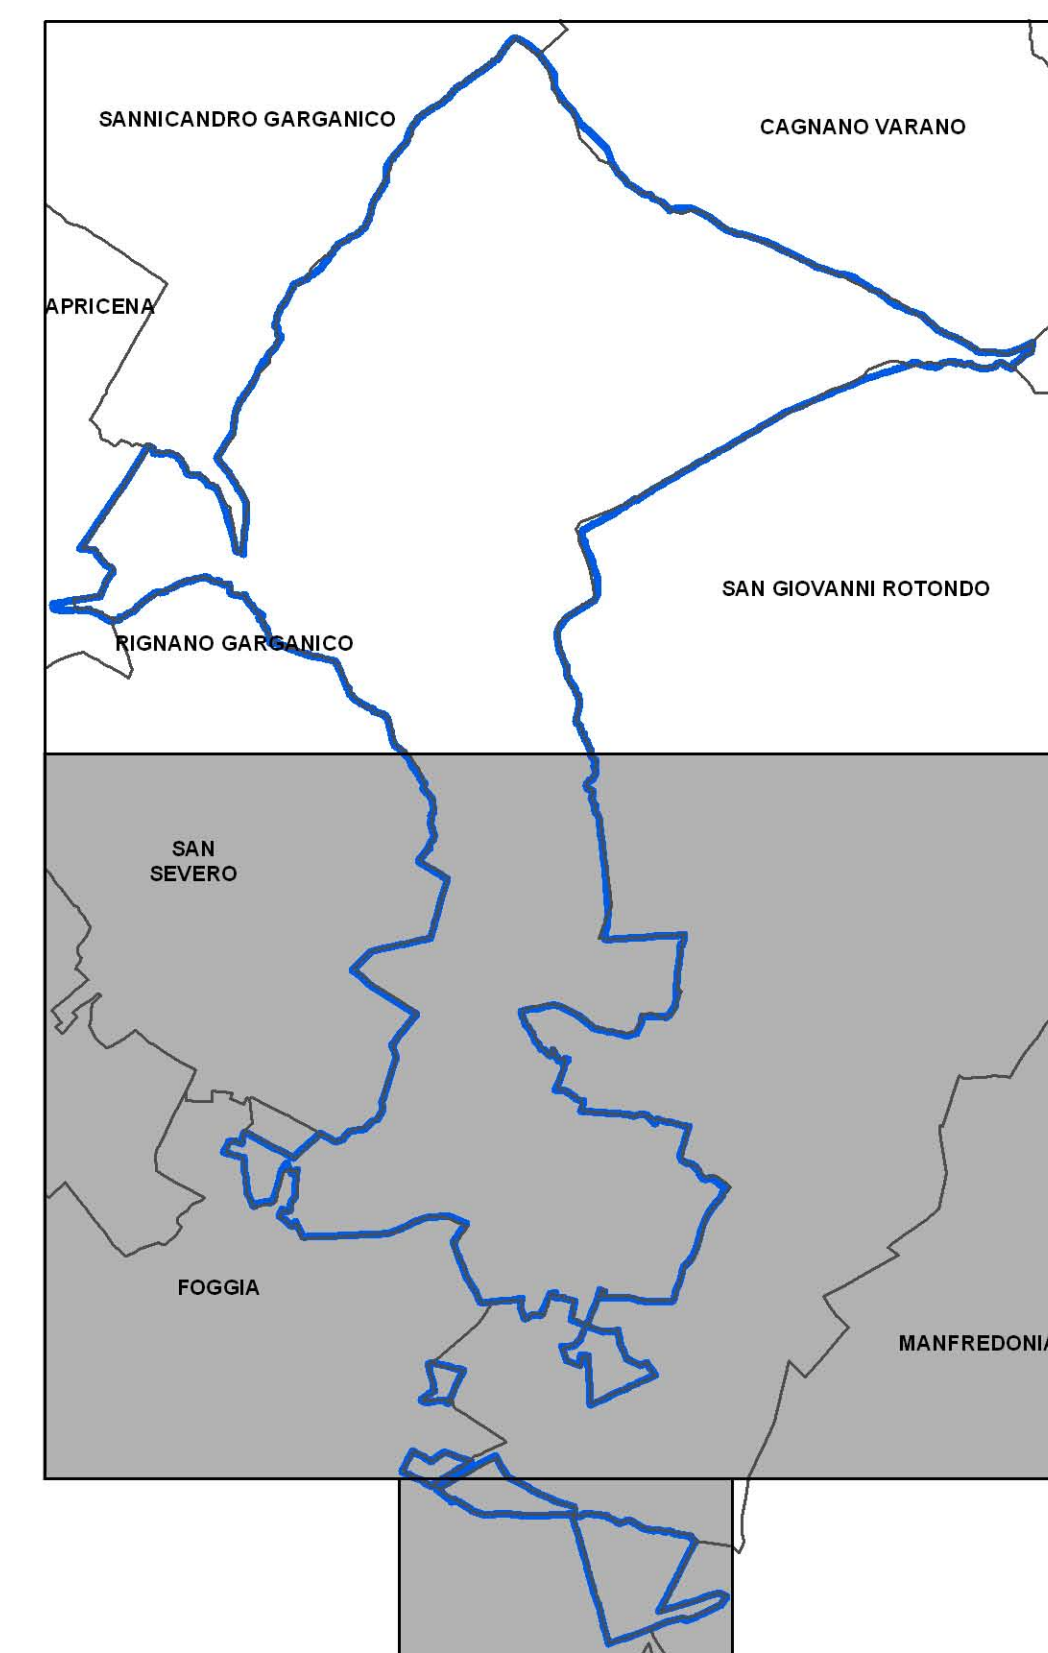 SANNICANDRO GARGANICO
CAGNANO VARANO
APRICENA
SAN GIOVANNI ROTONDO
RIGNANO GARGANICO
SAN
SEVERO
FOGGIA
MANFREDONIA